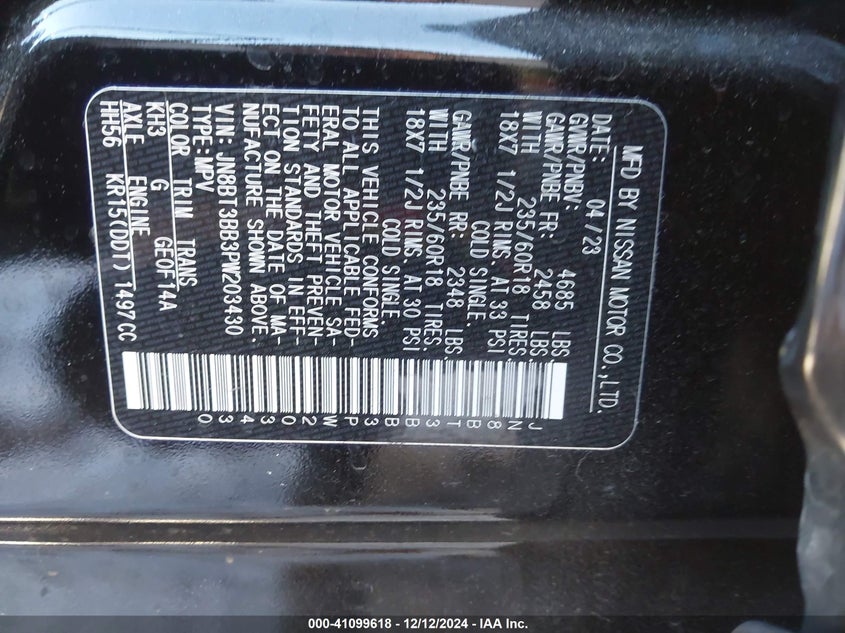 MFD BY NISSAN MOTOR CO.,LTD.
DATE: 04 /23
GWR/PNBV: 4685 LBS
GAWR/PNBE FR: 2458 LBS
WITH 235/60R18 TIRES
18X7 1/2J RIMS. AT 33 PSI
COLD SINGLE.
GAWR/PNBE RR: 2348 LBS
WITH 235/60R18 TIRES:
18X7 1/2J RIMS. AT 30 PSI
COLD SINGLE.
THIS VEHICLE CONFORMS
TO ALL APPLICABLE FED-
ERAL MOTOR VEHICLE SA-
FETY AND THEFT PREVEN-
TION STANDARDS IN EFF-
ECT ON THE DATE OF MA-
NUFACTURE SHOWN ABOVE.
VIN: JN8BT3BB3PW203430
TYPE:MPV
COLOR TRIM TRANS
KH3 G GE0F14A
AXLE ENGINE
HH56 KR15(DDT) 1497CC
JN8BT3BB3PW203430
000-41099618 - 12/12/2024 - IAA Inc.